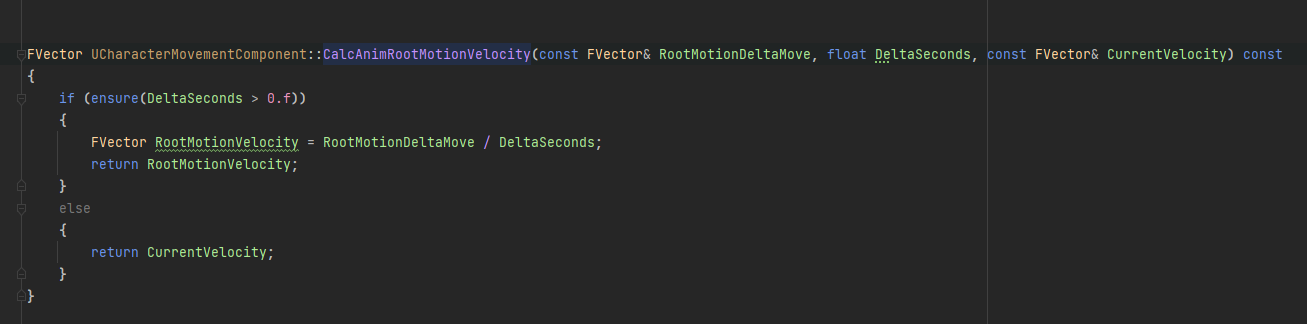 FVector UCharacterMovementComponent::CalcAnimRootMotionVelocity(const FVector& RootMotionDeltaMove, float DeltaSeconds, const FVector& CurrentVelocity) const
{
    if (ensure(DeltaSeconds > 0.f))
    {
        FVector RootMotionVelocity = RootMotionDeltaMove / DeltaSeconds;
        return RootMotionVelocity;
    }
    else
    {
        return CurrentVelocity;
    }
}